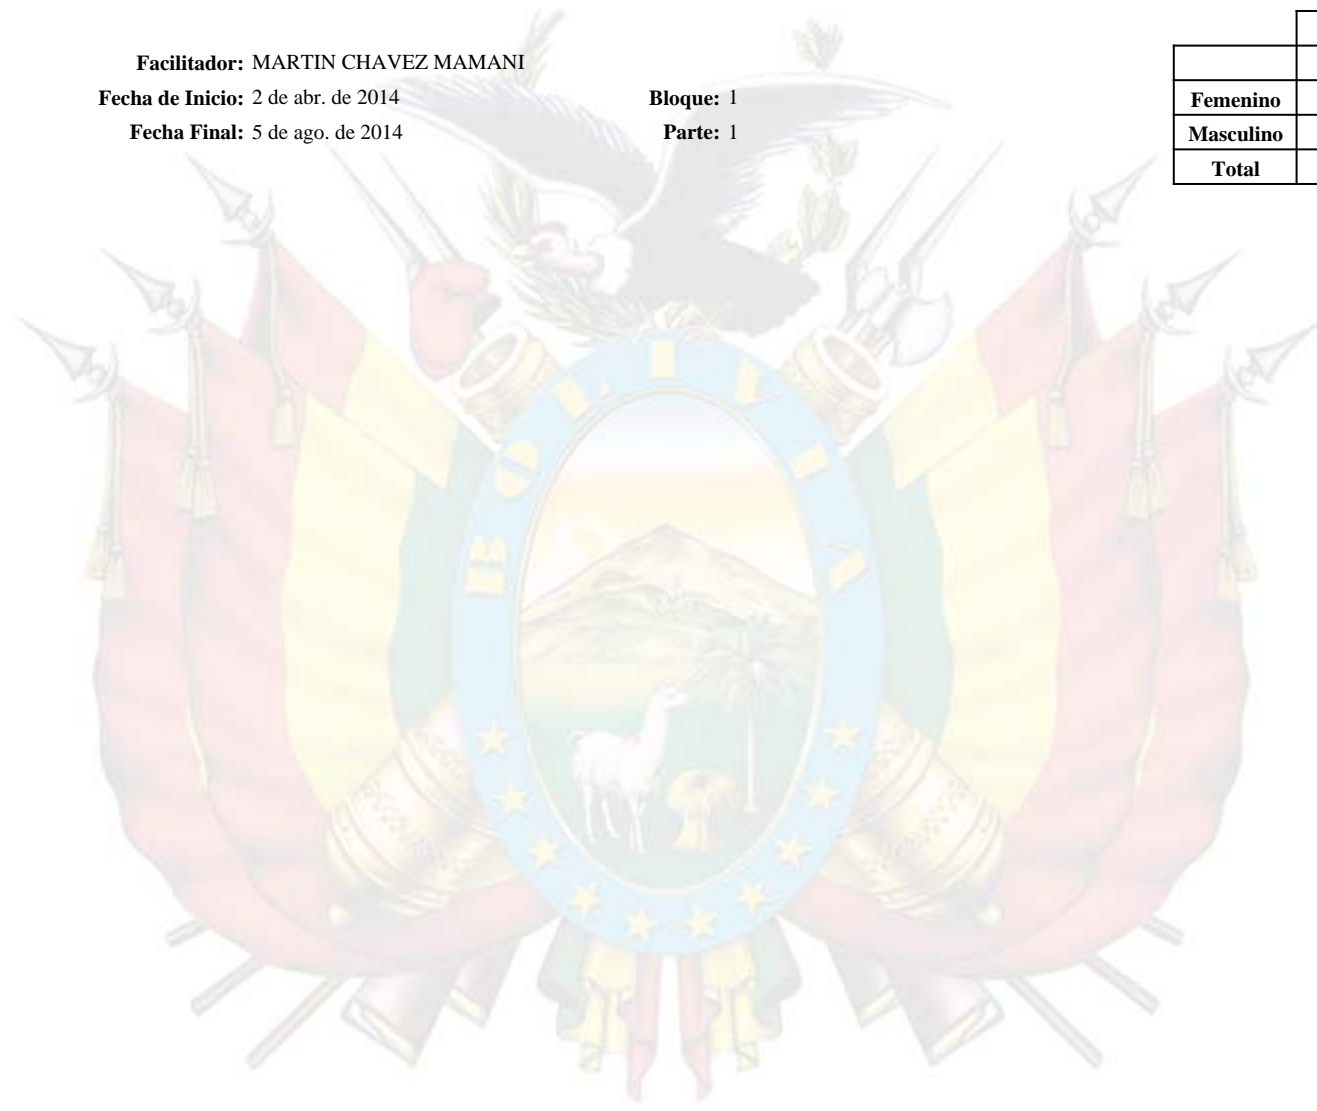 Facilitador: MARTIN CHAVEZ MAMANI
Fecha de Inicio: 2 de abr. de 2014 Bloque: 1
Fecha Final: 5 de ago. de 2014 Parte: 1
Femenino
Masculino
Total
BOLIVIA